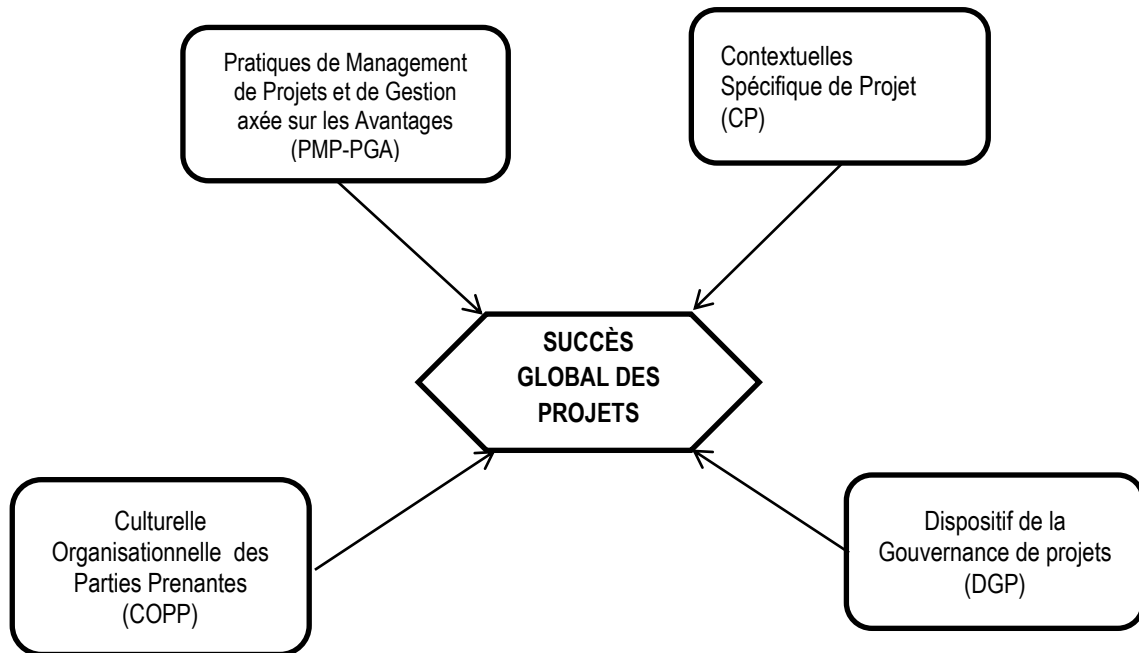 Pratiques de Management
de Projets et de Gestion
axée sur les Avantages
(PMP-PGA)
Contextuelles
Spécifique de Projet
(CP)
SUCCÈS
GLOBAL DES
PROJETS
Culturelle
Organisationnelle des
Parties Prenantes
(COPP)
Dispositif de la
Gouvernance de projets
(DGP)